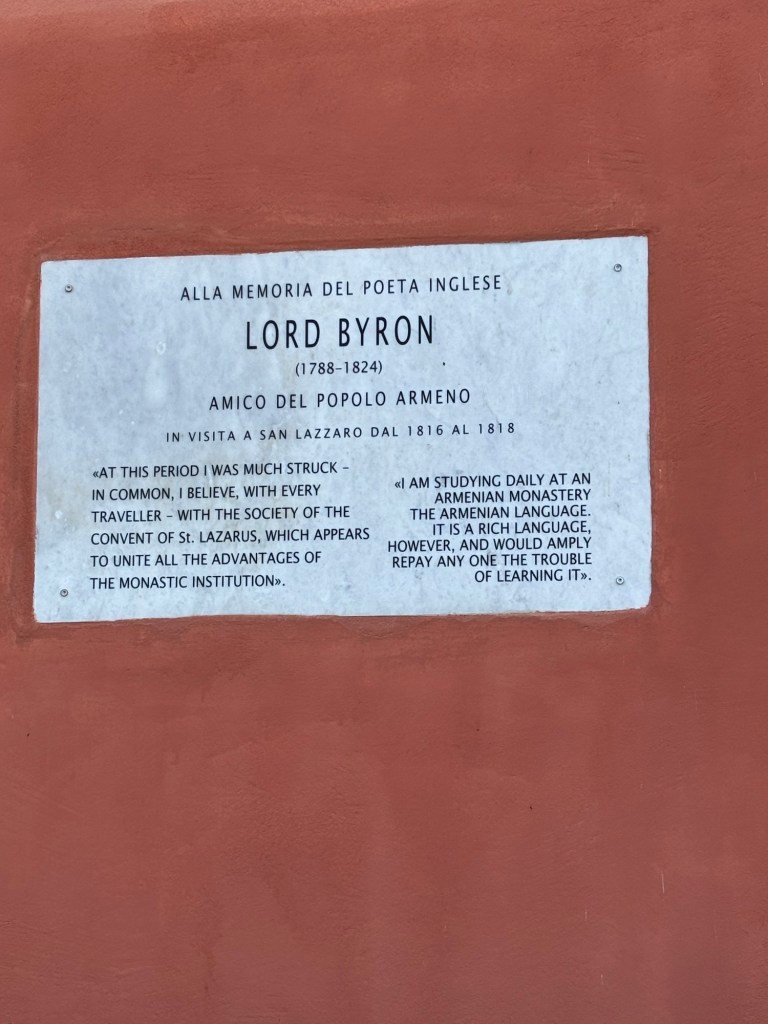 ALLA MEMORIA DEL POETA INGLESE
LORD BYRON
(1788–1824)
AMICO DEL POPOLO ARMENO
IN VISITA A SAN LAZZARO DAL 1816 AL 1818
«AT THIS PERIOD I WAS MUCH STRUCK –
IN COMMON, I BELIEVE, WITH EVERY
TRAVELLER – WITH THE SOCIETY OF THE
CONVENT OF St. LAZARUS, WHICH APPEARS
TO UNITE ALL THE ADVANTAGES OF
THE MONASTIC INSTITUTION».
«I AM STUDYING DAILY AT AN
ARMENIAN MONASTERY
THE ARMENIAN LANGUAGE.
IT IS A RICH LANGUAGE,
HOWEVER, AND WOULD AMPLY
REPAY ANY ONE THE TROUBLE
OF LEARNING IT».